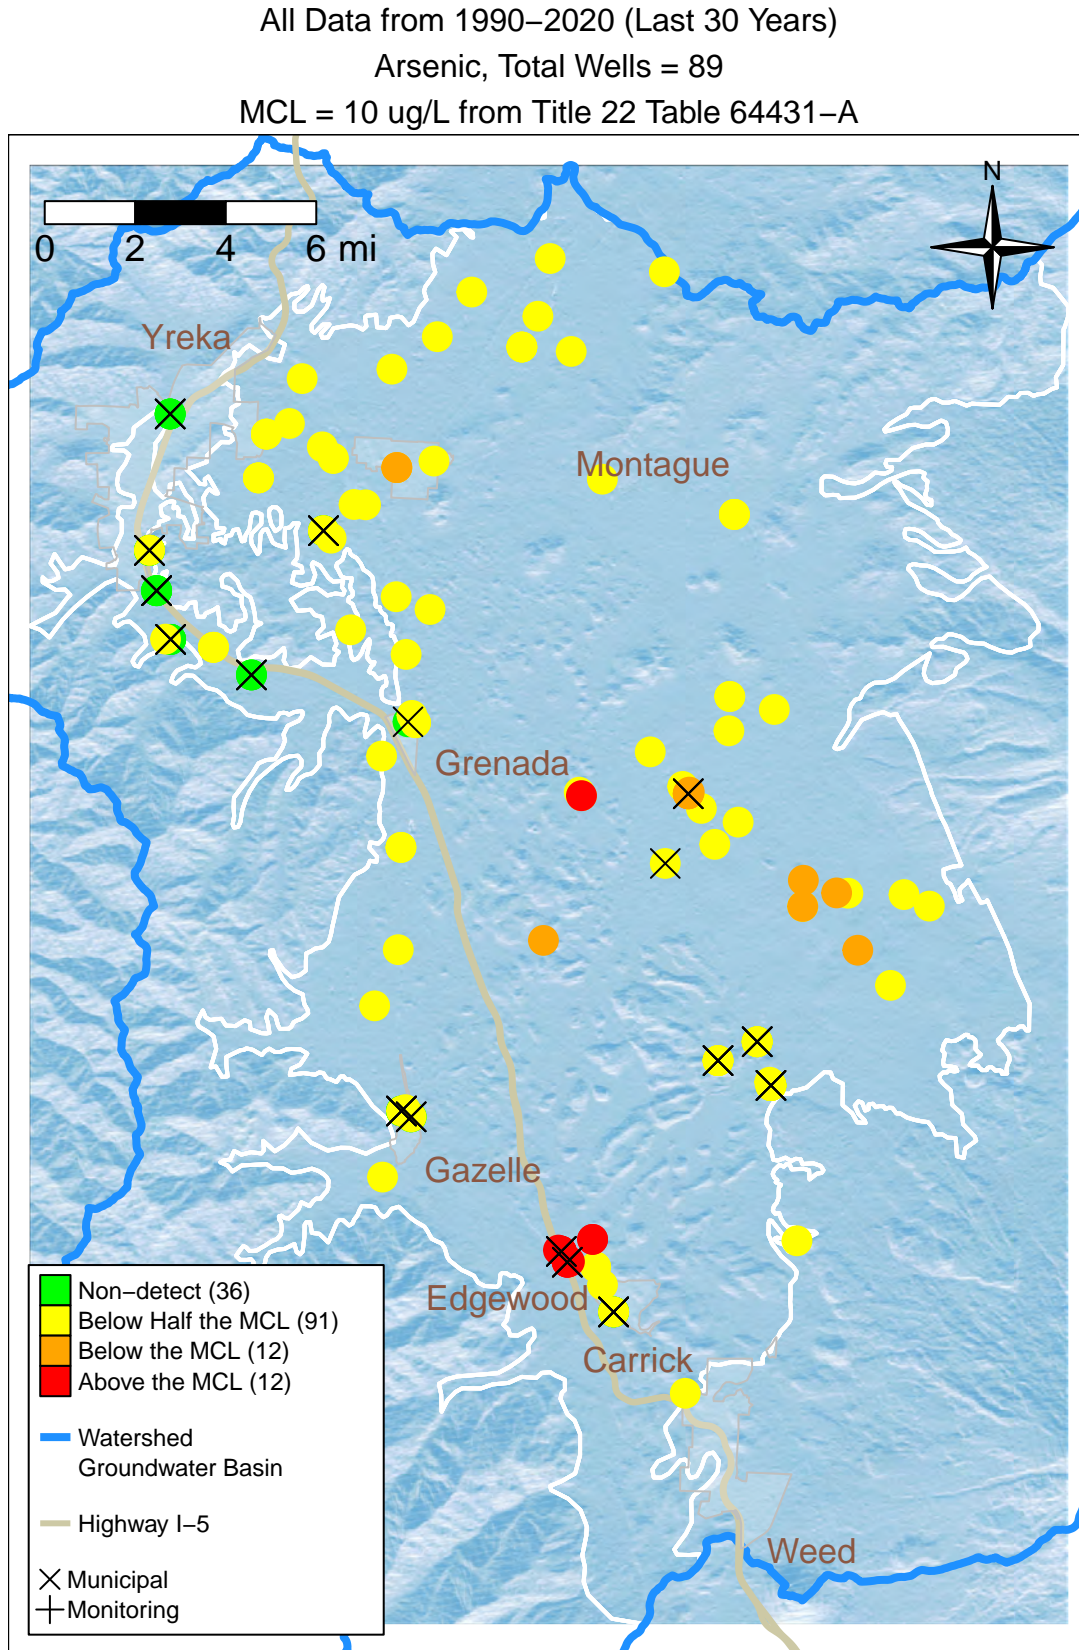 All Data from 1990−2020 (Last 30 Years)
Arsenic, Total Wells = 89
MCL = 10 ug/L from Title 22 Table 64431−A
N
0 2 4 6 mi
Yreka
Montague
Grenada
Gazelle
Edgewood
Carrick
Weed
Non−detect (36)
Below Half the MCL (91)
Below the MCL (12)
Above the MCL (12)
Watershed
Groundwater Basin
Highway I−5
Municipal
Monitoring